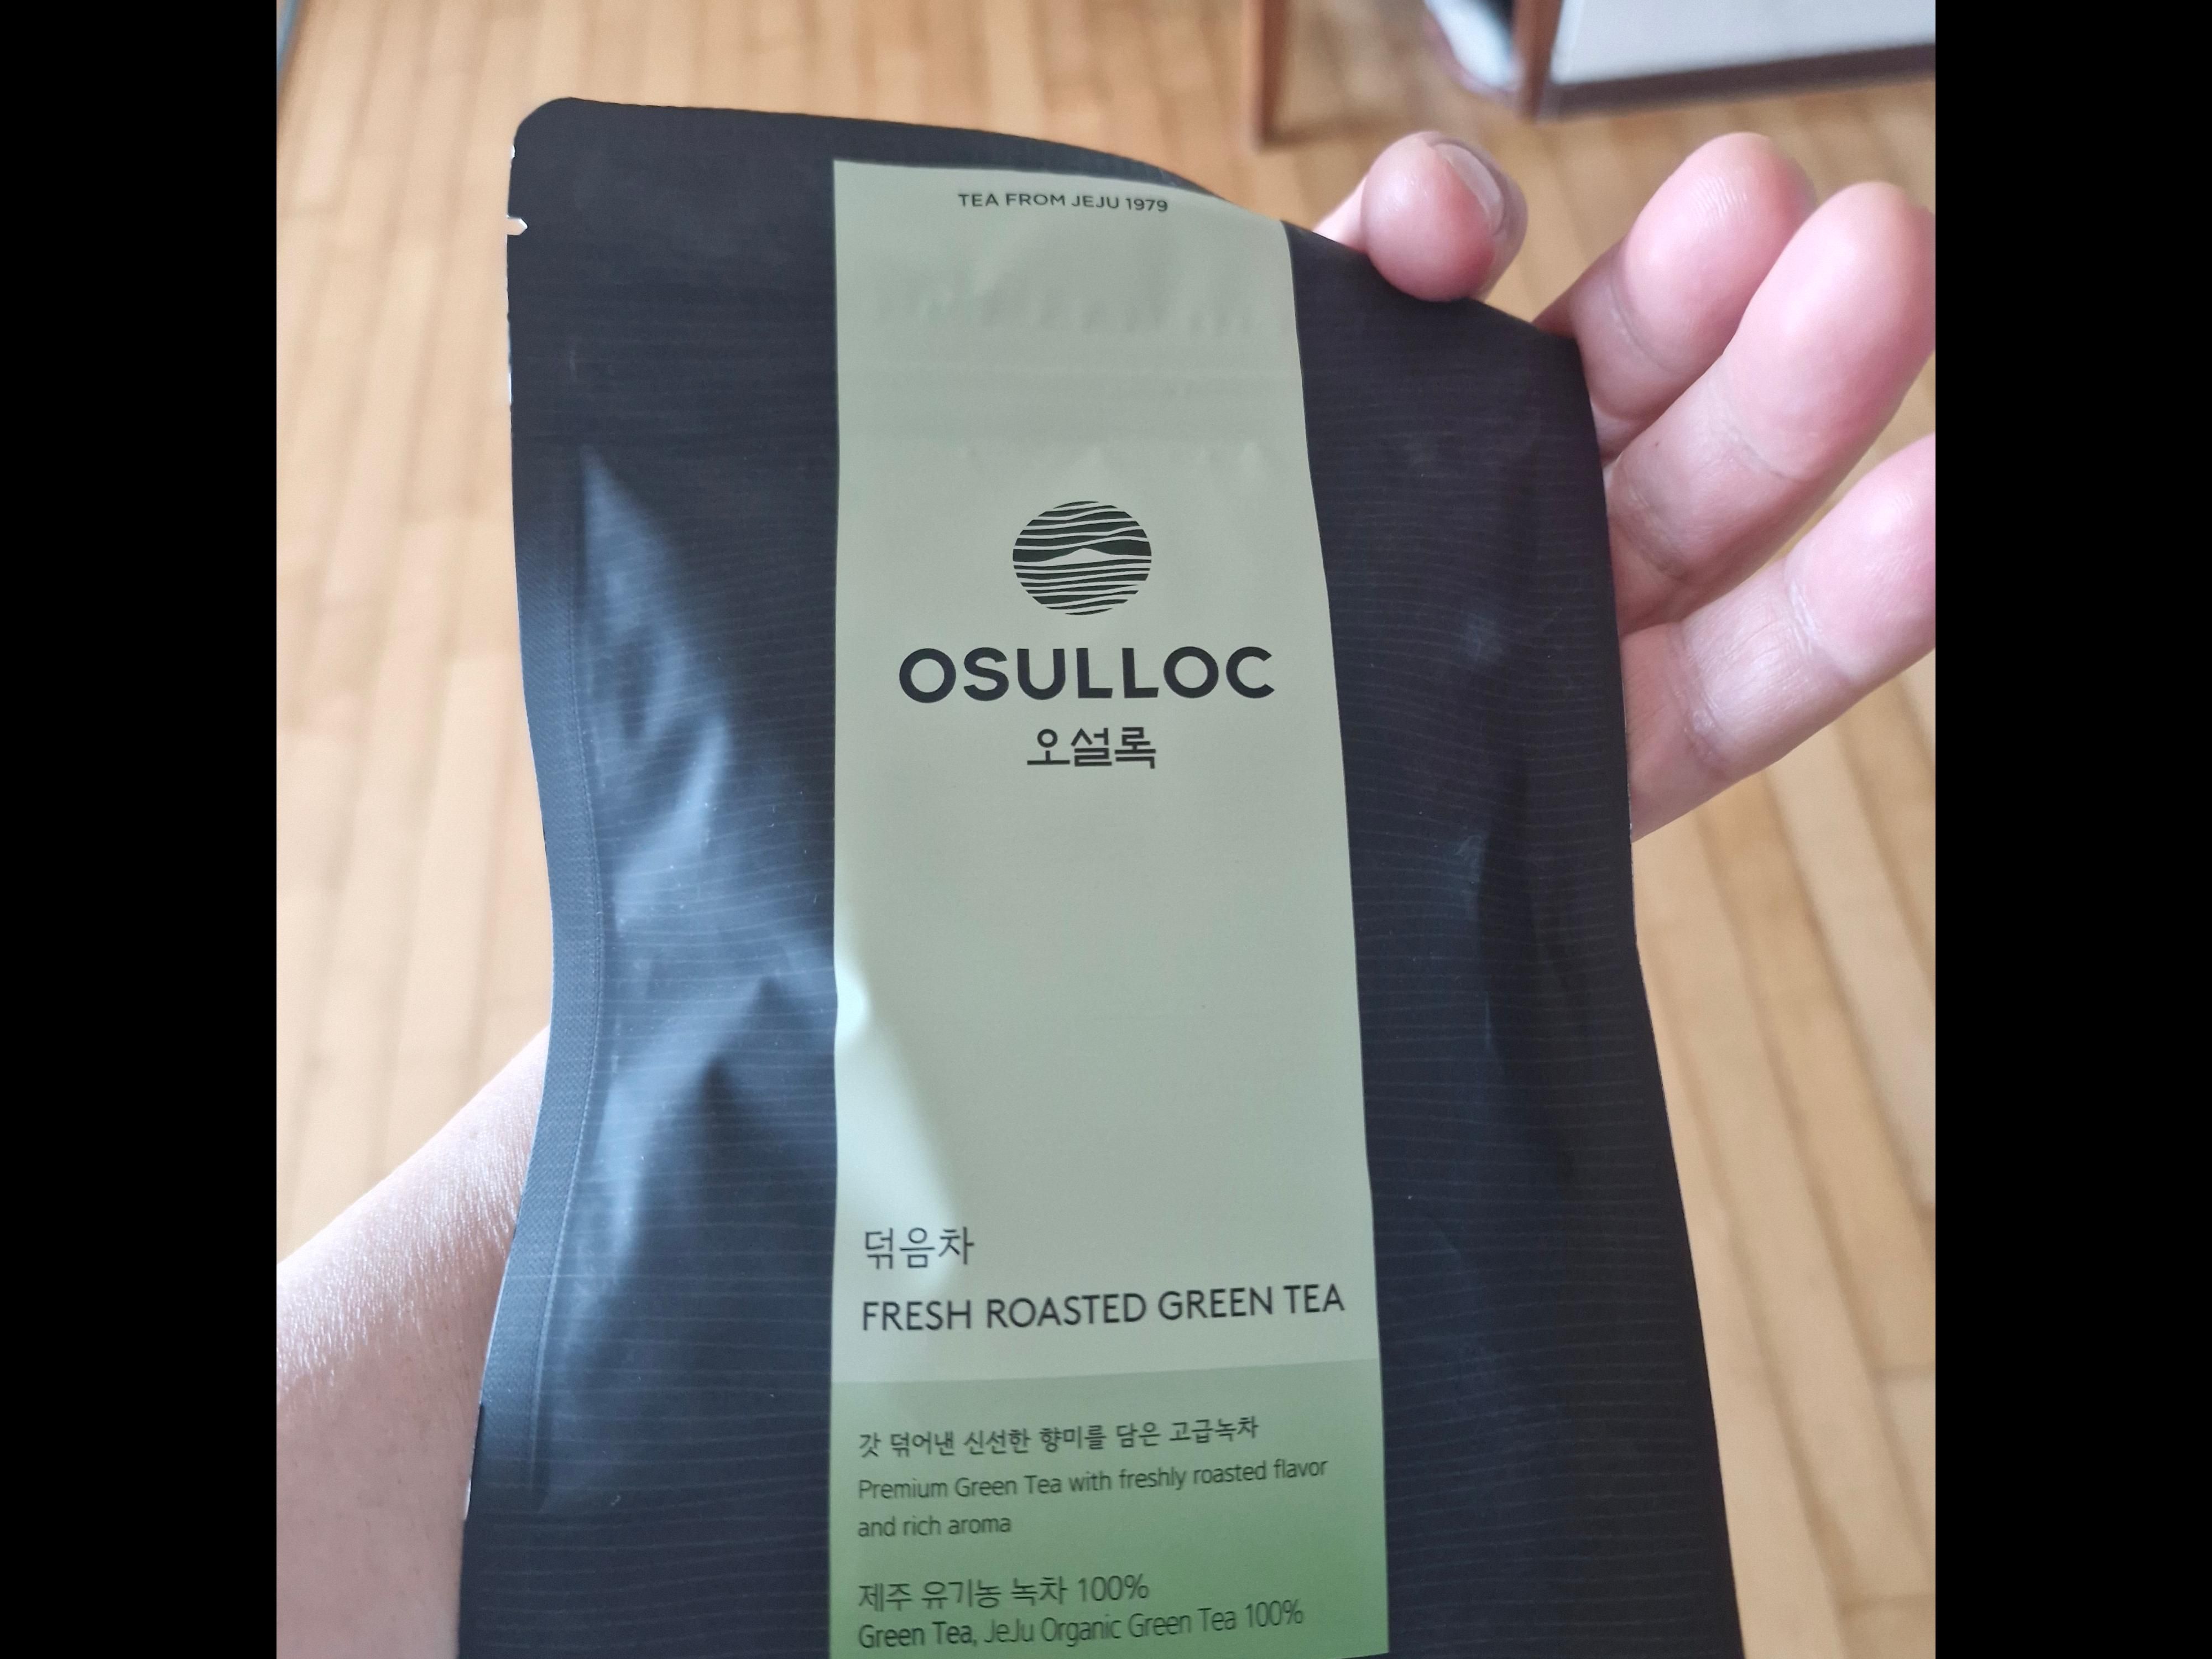 TEA FROM JEJU 1979
OSULLOC
오설록
덖음차
FRESH ROASTED GREEN TEA
갓 덖어낸 신선한 향미를 담은 고급녹차
Premium Green Tea with freshly roasted flavor
and rich aroma
제주 유기농 녹차 100%
Green Tea, JeJu Organic Green Tea 100%